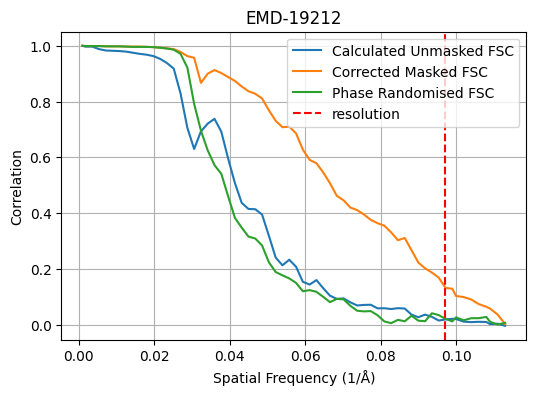 EMD-19212
Calculated Unmasked FSC
Corrected Masked FSC
Phase Randomised FSC
resolution
Correlation
1.0
0.8
0.6
0.4
0.2
0.0
0.00 0.02 0.04 0.06 0.08 0.10
Spatial Frequency (1/Å)